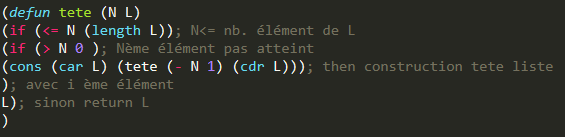 (defun tete (N L)
(if (<= N (length L)); N<= nb. élément de L
(if (> N 0 ); Nème élément pas atteint
(cons (car L) (tete (- N 1) (cdr L))); then construction tete liste
); avec i ème élément
L); sinon return L
)